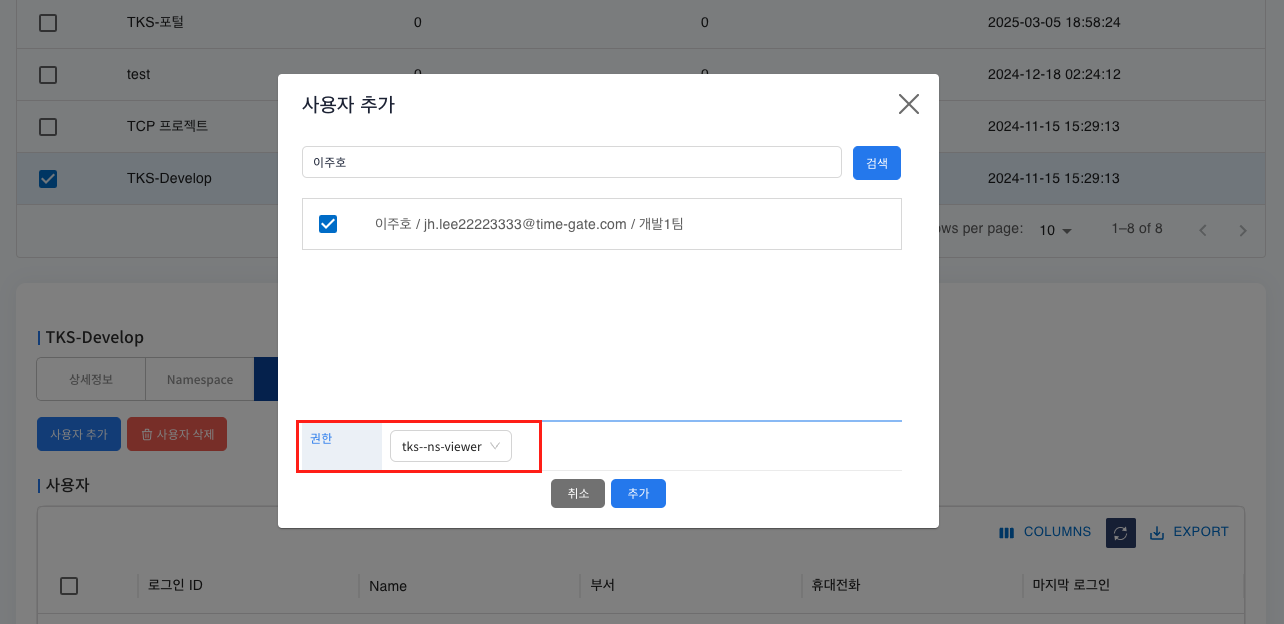 TKS-포털 0 0 2025-03-05 18:58:24
test 0 0 2024-12-18 02:24:12
사용자 추가
TCP 프로젝트 2024-11-15 15:29:13
이주호 검색
TKS-Develop 2024-11-15 15:29:13
이주호 / jh.lee22223333@time-gate.com / 개발1팀
ows per page: 10 1–8 of 8
TKS-Develop
상세정보 Namespace
사용자 추가 사용자 삭제
권한 tks--ns-viewer
사용자
취소 추가
COLUMNS EXPORT
로그인 ID Name 부서 휴대전화 마지막 로그인